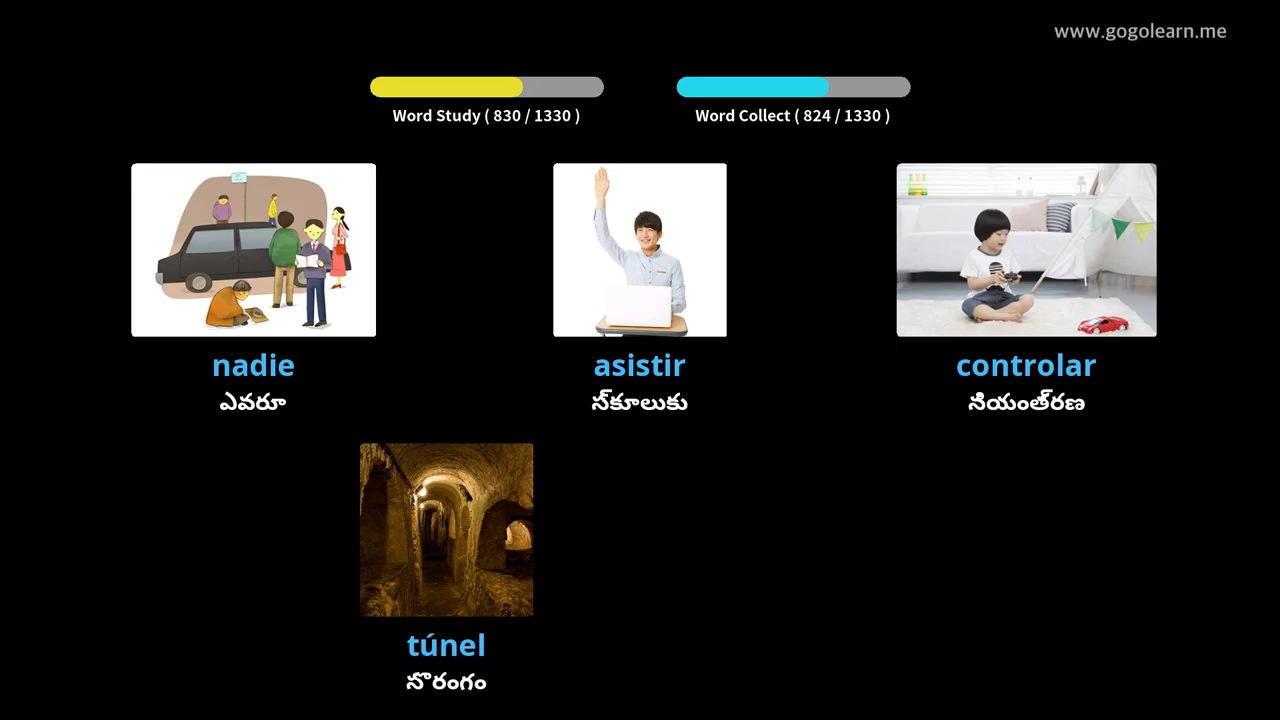 www.gogolearn.me
Word Study ( 830 / 1330 )
Word Collect ( 824 / 1330 )
nadie
asistir
controlar
ఎవరూ
స్కూలుకు
నియంత్రణ
túnel
సొరంగం